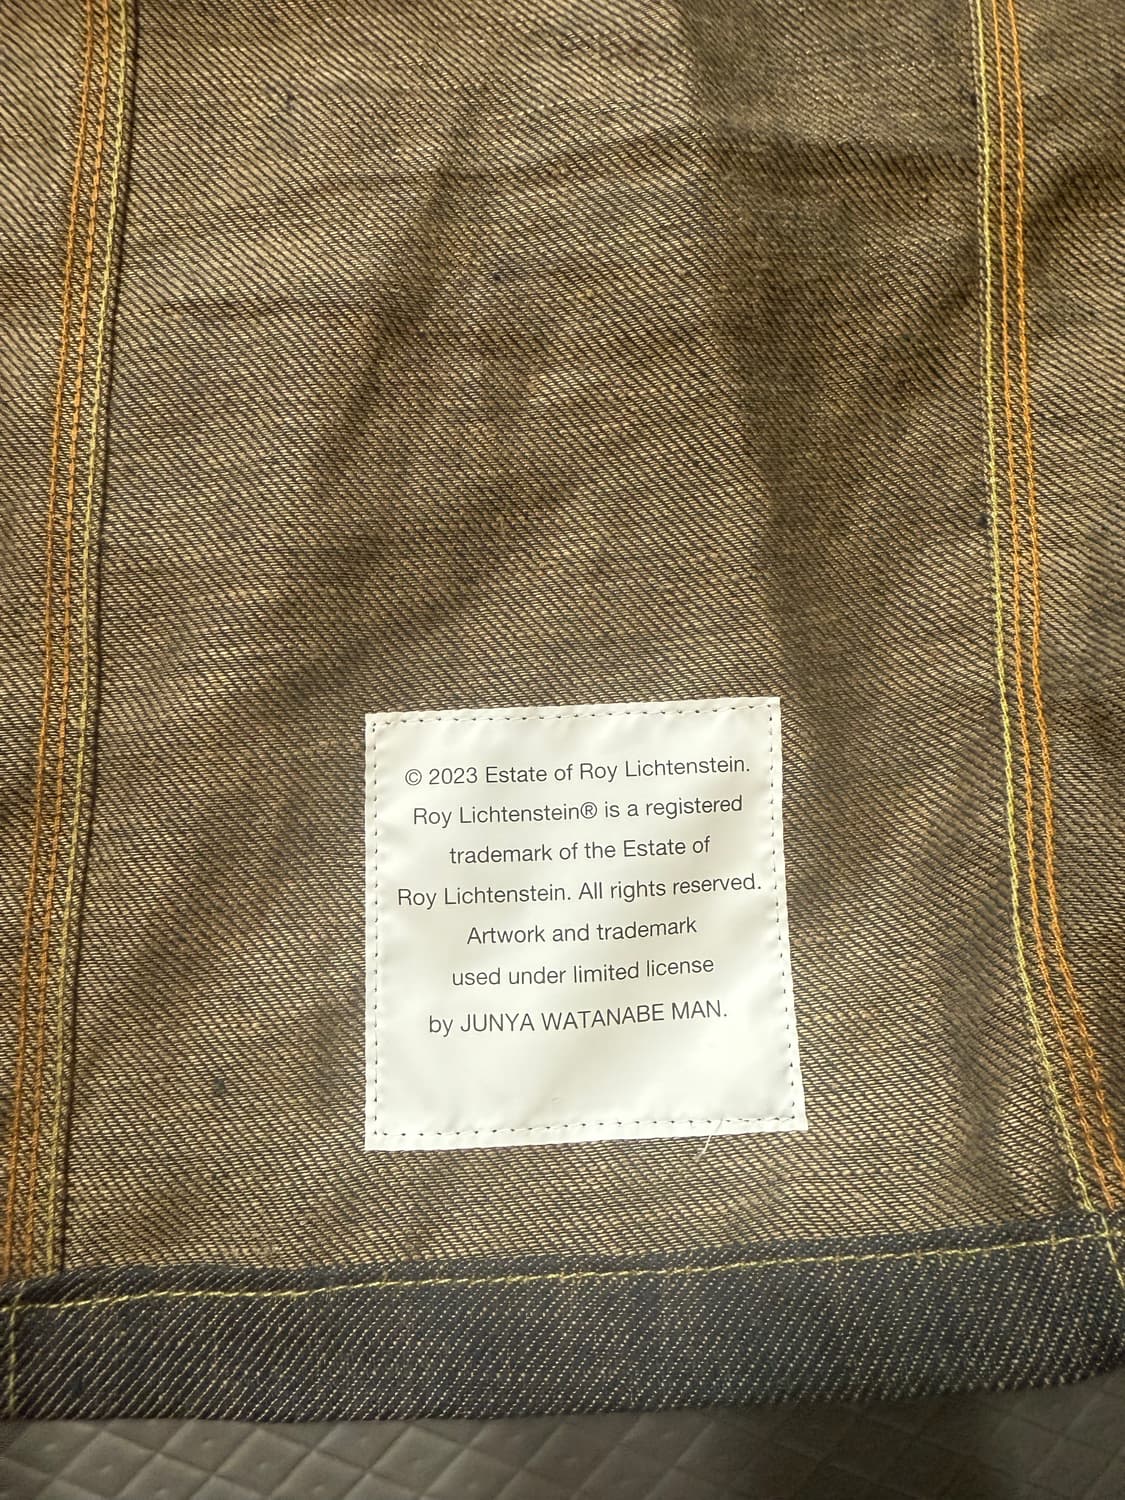 © 2023 Estate of Roy Lichtenstein.
Roy Lichtenstein® is a registered
trademark of the Estate of
Roy Lichtenstein. All rights reserved.
Artwork and trademark
used under limited license
by JUNYA WATANABE MAN.